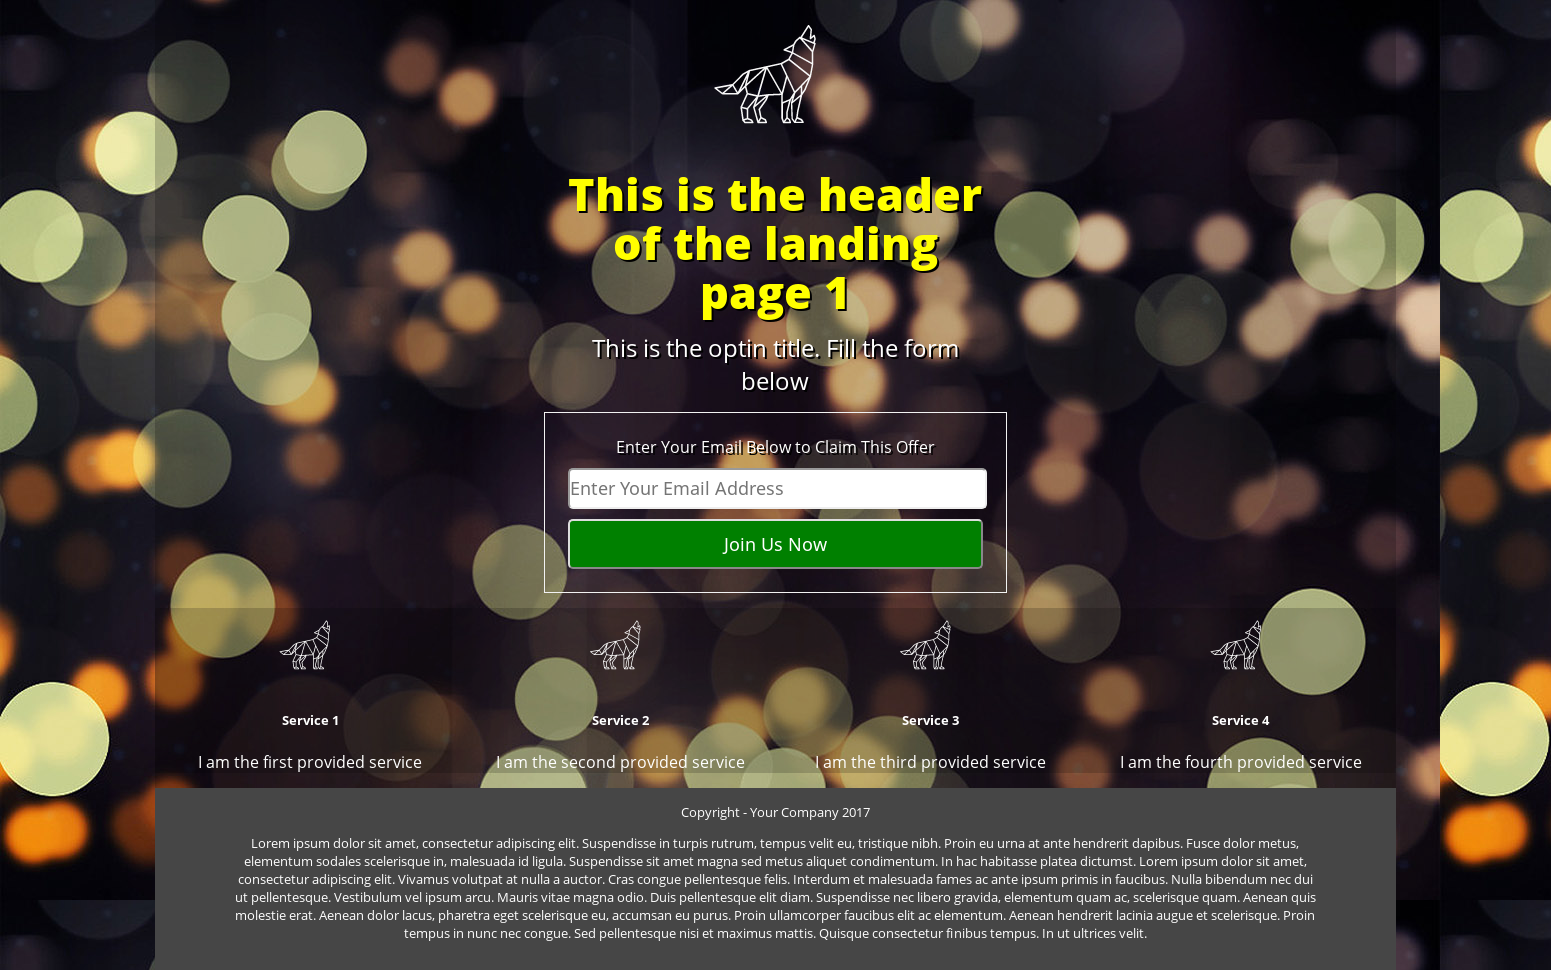 This is the header
of the landing
page 1
This is the optin title. Fill the form
below
Enter Your Email Below to Claim This Offer
Enter Your Email Address
Join Us Now
Service 1
Service 2
Service 3
Service 4
I am the first provided service
I am the second provided service
I am the third provided service
I am the fourth provided service
Copyright - Your Company 2017
Lorem ipsum dolor sit amet, consectetur adipiscing elit. Suspendisse in turpis rutrum, tempus velit eu, tristique nibh. Proin eu urna at ante hendrerit dapibus. Fusce dolor metus,
elementum sodales scelerisque in, malesuada id ligula. Suspendisse sit amet magna sed metus aliquet condimentum. In hac habitasse platea dictumst. Lorem ipsum dolor sit amet,
consectetur adipiscing elit. Vivamus volutpat at nulla a auctor. Cras congue pellentesque felis. Interdum et malesuada fames ac ante ipsum primis in faucibus. Nulla bibendum nec dui
ut pellentesque. Vestibulum vel ipsum arcu. Mauris vitae magna odio. Duis pellentesque elit diam. Suspendisse nec libero gravida, elementum quam ac, scelerisque quam. Aenean quis
molestie erat. Aenean dolor lacus, pharetra eget scelerisque eu, accumsan eu purus. Proin ullamcorper faucibus elit ac elementum. Aenean hendrerit lacinia augue et scelerisque. Proin
tempus in nunc nec congue. Sed pellentesque nisi et maximus mattis. Quisque consectetur finibus tempus. In ut ultrices velit.